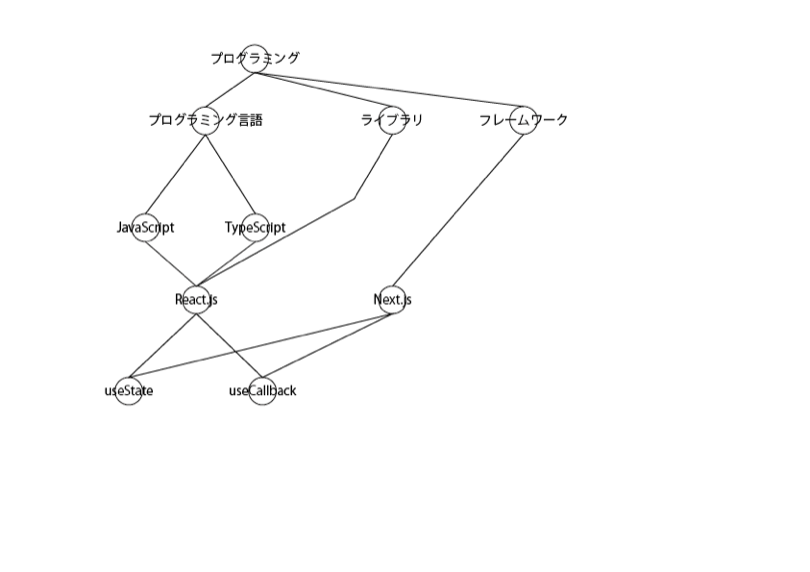 プログラミング
プログラミング言語
ライブラリ
フレームワーク
JavaScript
TypeScript
React.js
Next.js
useState
useCallback